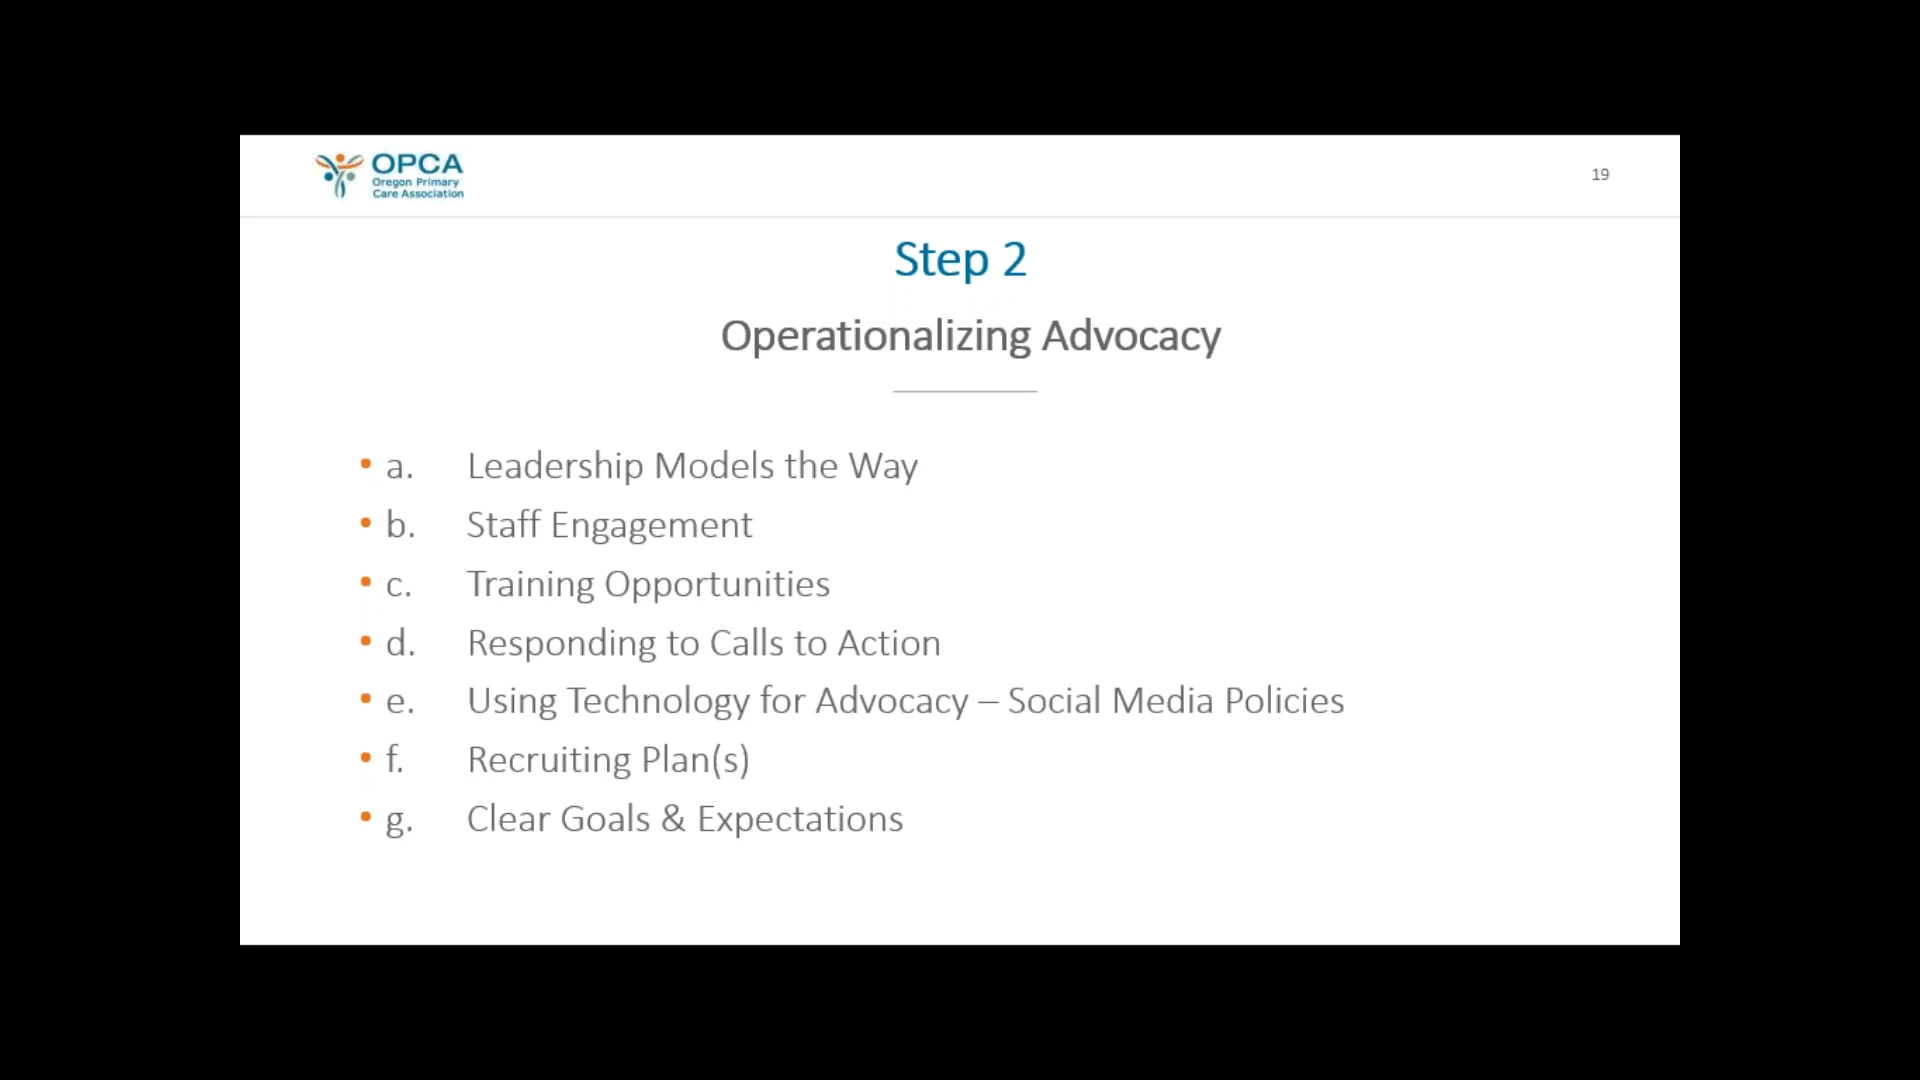 OPCA
Oregon Primary
Care Association
19
Step 2
Operationalizing Advocacy
• a. Leadership Models the Way
• b. Staff Engagement
• c. Training Opportunities
• d. Responding to Calls to Action
• e. Using Technology for Advocacy – Social Media Policies
• f. Recruiting Plan(s)
• g. Clear Goals & Expectations